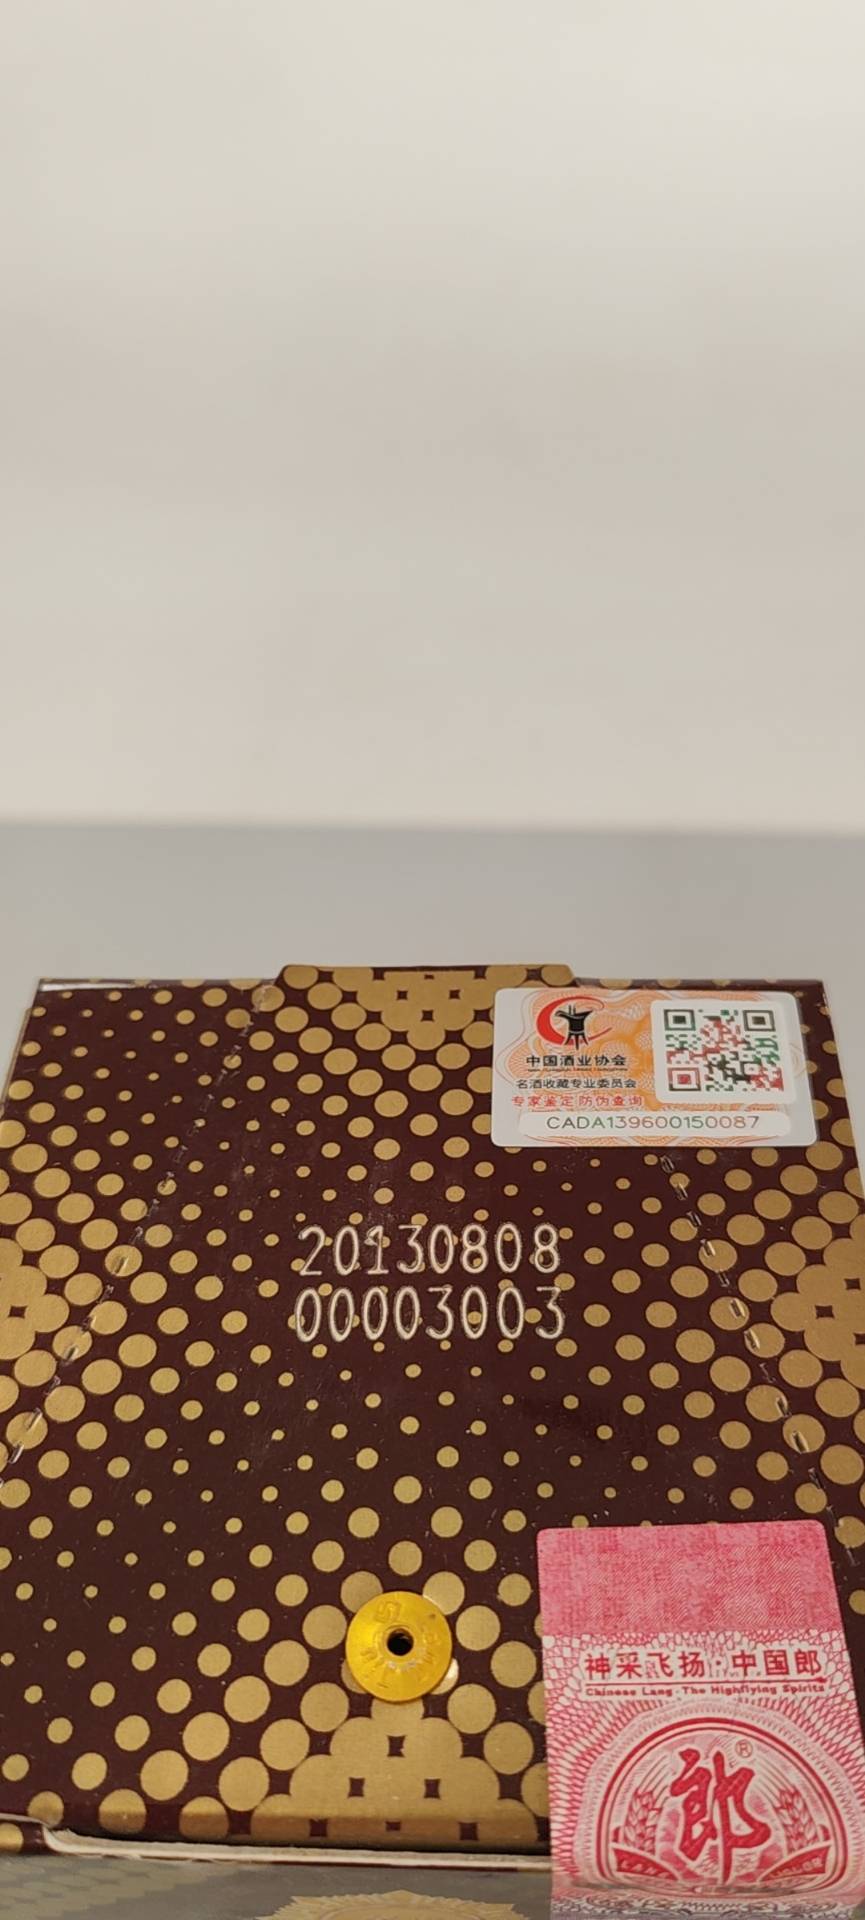 中国酒业协会
名酒收藏专业委员会
专家鉴定防伪查询
CADA139600150087
20130808
00003003
神采飞扬·中国郎
Chinese Lang·The Highflying Spirits
郎®